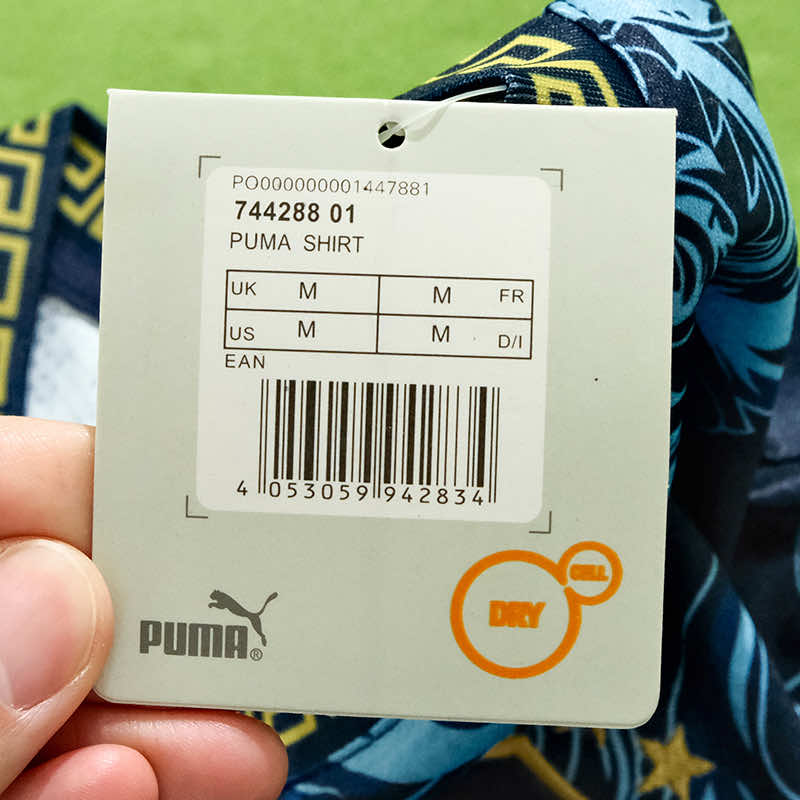 PO000000001447881
744288 01
PUMA SHIRT
UK M M FR
US M M D/I
EAN
4 053059 942834
CELL
DRY
PUMA®